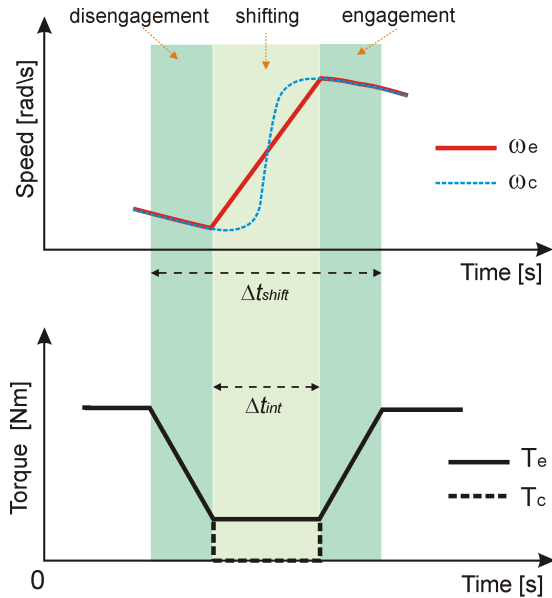 disengagement shifting engagement
Speed [rad\s]
ωe
ωc
Time [s]
Δtshift
Δtint
Torque [Nm]
Te
Tc
0
Time [s]